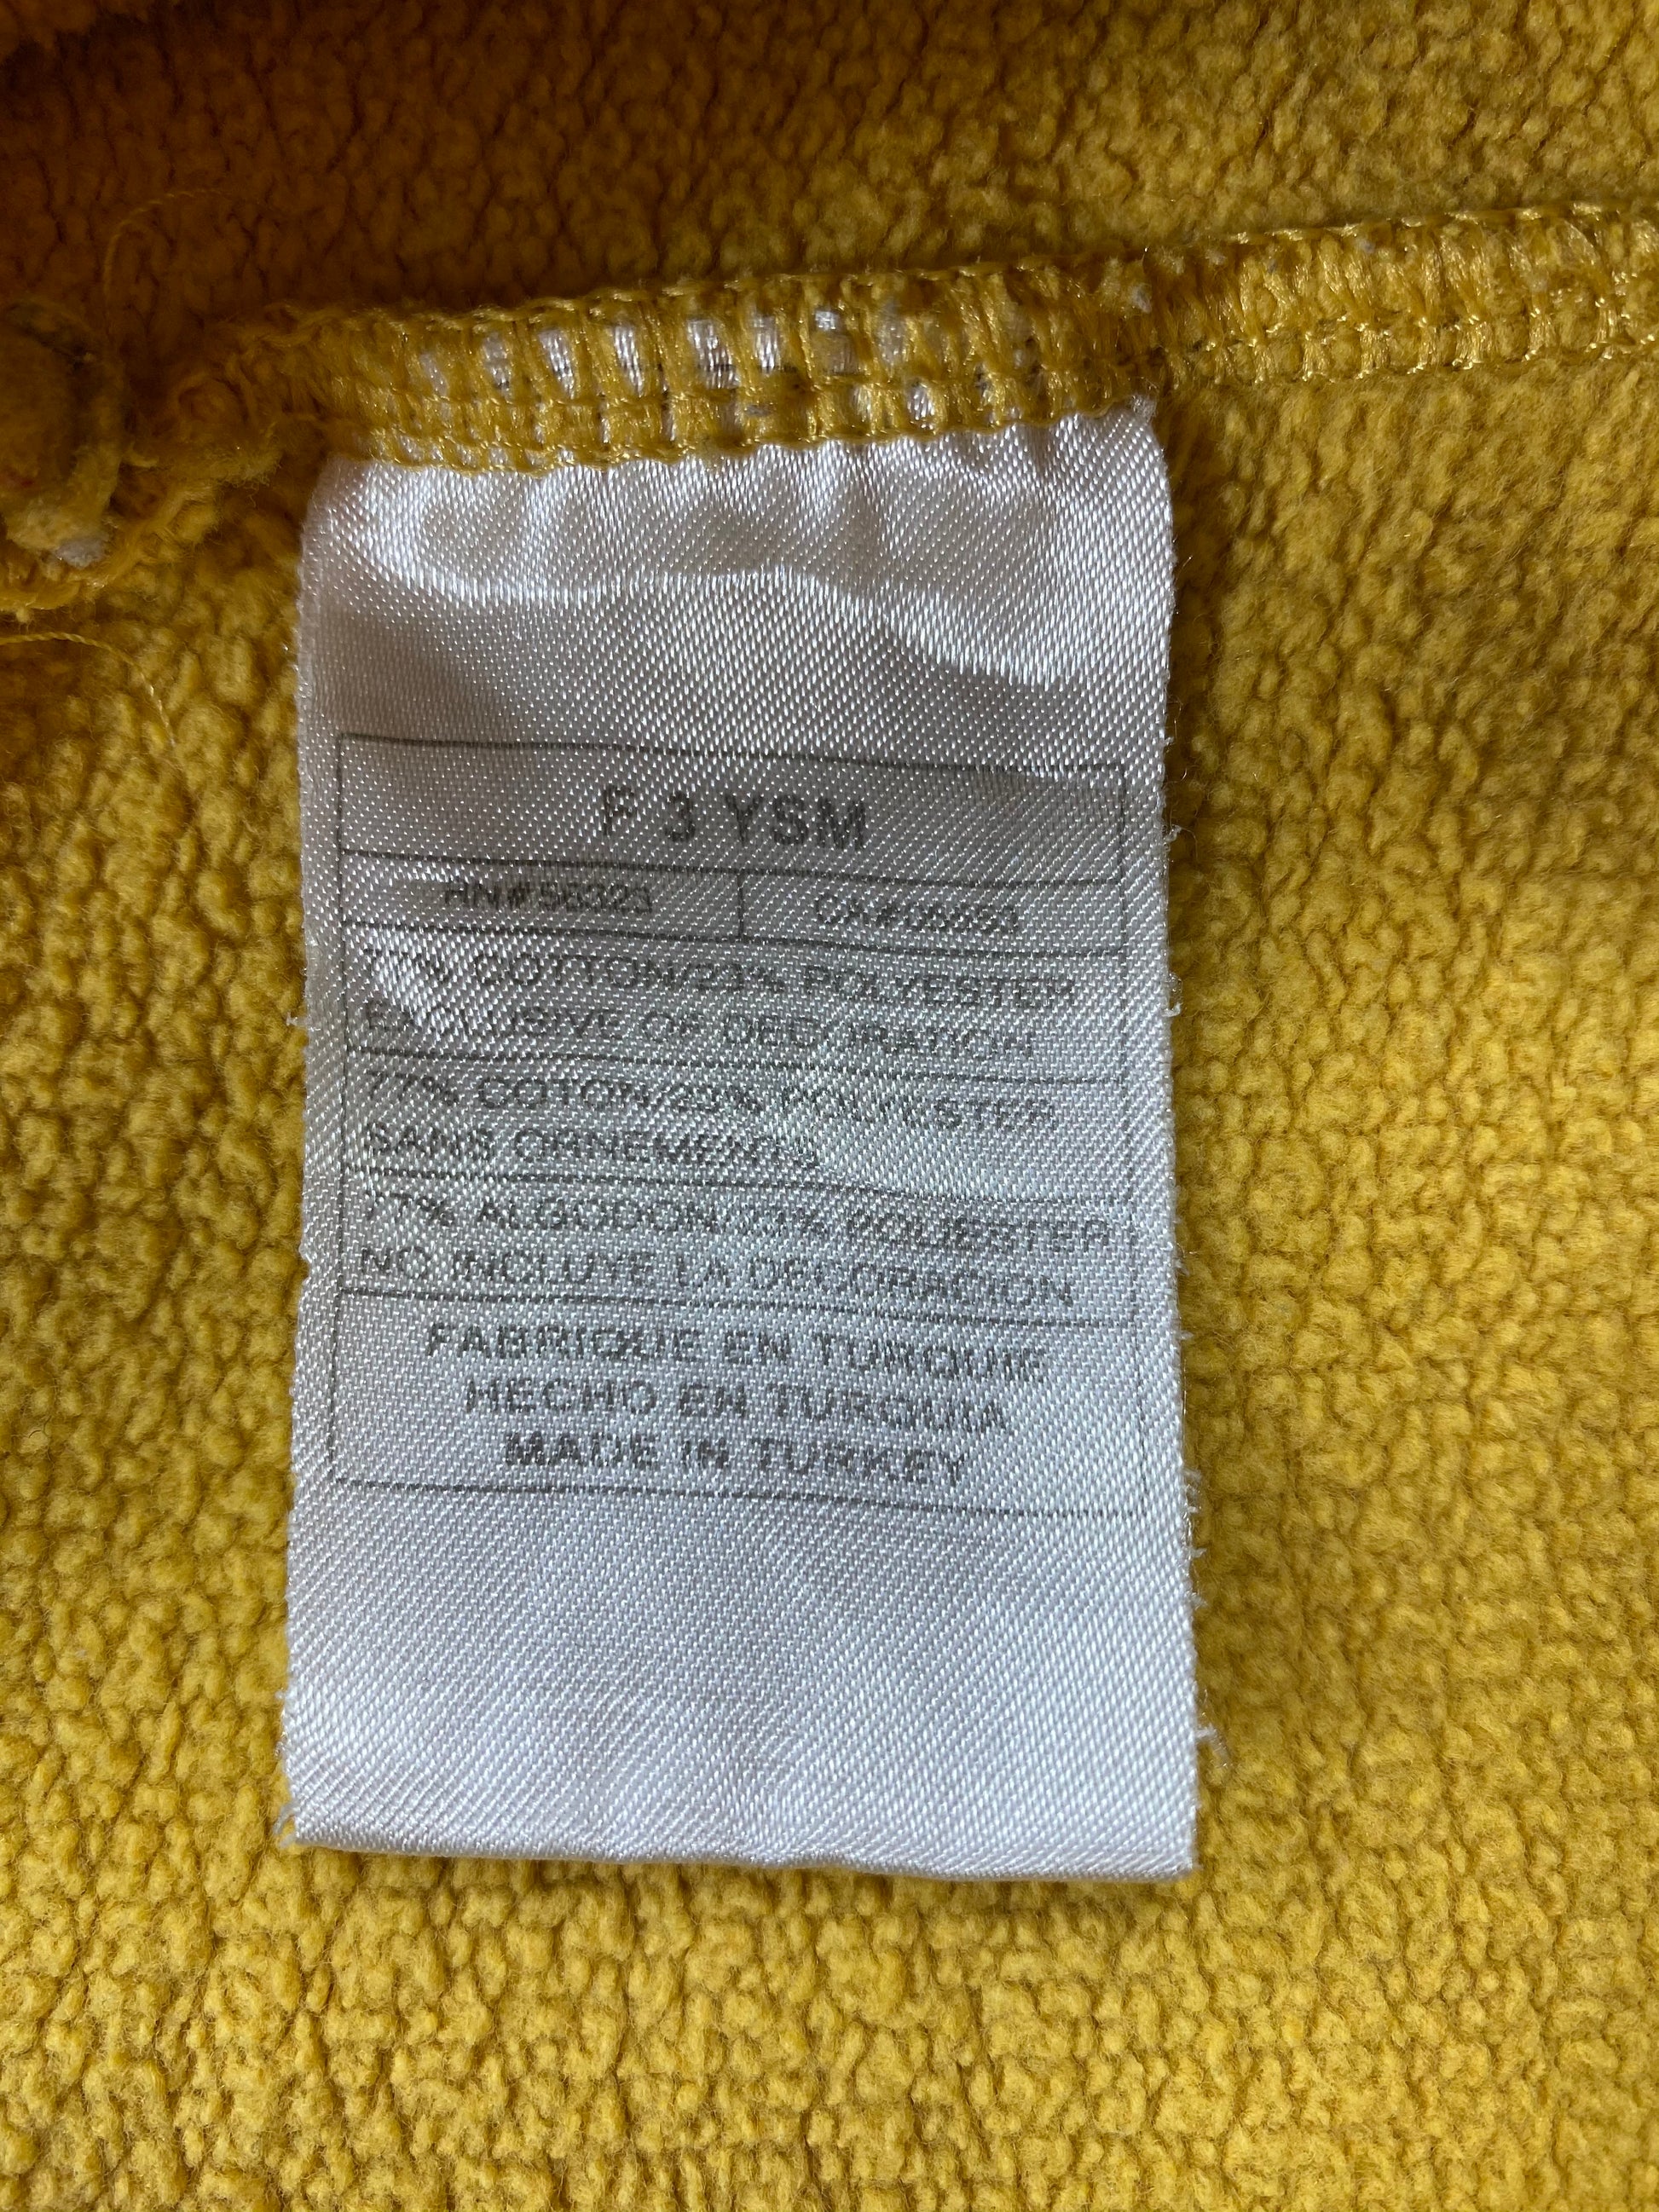 F 3 YSM
RN#56323 CA#05553
77% COTTON/23% POLYESTER
EXCLUSIVE OF DECORATION
77% COTON/23% POLYESTER
SANS ORNEMENTS
77% ALGODON/23% POLIESTER
NO INCLUYE LA DECORACION
FABRIQUE EN TURQUIE
HECHO EN TURQUIA
MADE IN TURKEY